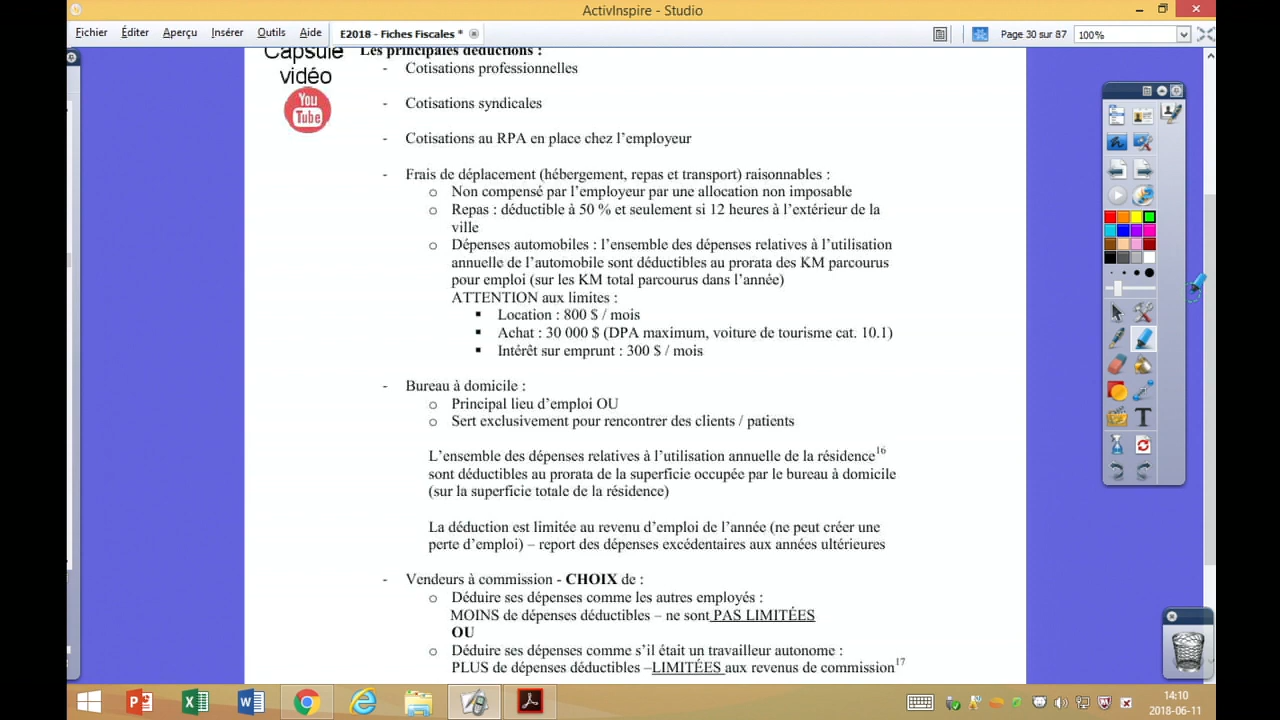 ActivInspire - Studio
Fichier Éditer Aperçu Insérer Outils Aide E2018 - Fiches Fiscales * Page 30 sur 87 100%
Capsule
vidéo
You
Tube
Les principales déductions :
- Cotisations professionnelles
- Cotisations syndicales
- Cotisations au RPA en place chez l’employeur
- Frais de déplacement (hébergement, repas et transport) raisonnables :
o Non compensé par l’employeur par une allocation non imposable
o Repas : déductible à 50 % et seulement si 12 heures à l’extérieur de la
ville
o Dépenses automobiles : l’ensemble des dépenses relatives à l’utilisation
annuelle de l’automobile sont déductibles au prorata des KM parcourus
pour emploi (sur les KM total parcourus dans l’année)
ATTENTION aux limites :
▪ Location : 800 $ / mois
▪ Achat : 30 000 $ (DPA maximum, voiture de tourisme cat. 10.1)
▪ Intérêt sur emprunt : 300 $ / mois
- Bureau à domicile :
o Principal lieu d’emploi OU
o Sert exclusivement pour rencontrer des clients / patients
L’ensemble des dépenses relatives à l’utilisation annuelle de la résidence16
sont déductibles au prorata de la superficie occupée par le bureau à domicile
(sur la superficie totale de la résidence)
La déduction est limitée au revenu d’emploi de l’année (ne peut créer une
perte d’emploi) – report des dépenses excédentaires aux années ultérieures
- Vendeurs à commission - CHOIX de :
o Déduire ses dépenses comme les autres employés :
MOINS de dépenses déductibles – ne sont PAS LIMITÉES
OU
o Déduire ses dépenses comme s’il était un travailleur autonome :
PLUS de dépenses déductibles –LIMITÉES aux revenus de commission17
14:10
2018-06-11